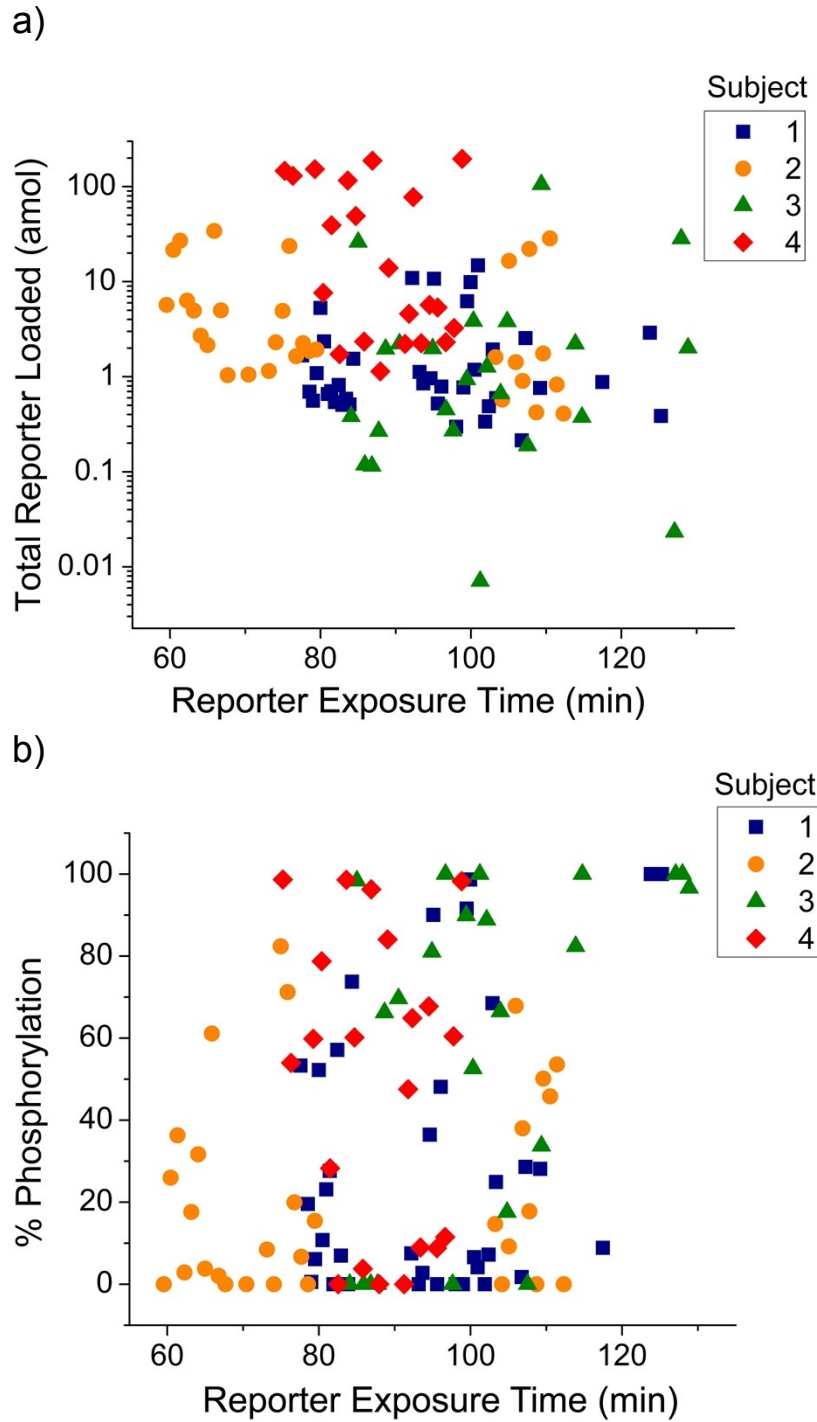 a)
Subject
1
2
3
4
Total Reporter Loaded (amol)
100
10
1
0.1
0.01
60 80 100 120
Reporter Exposure Time (min)
b)
Subject
1
2
3
4
% Phosphorylation
100
80
60
40
20
0
60 80 100 120
Reporter Exposure Time (min)